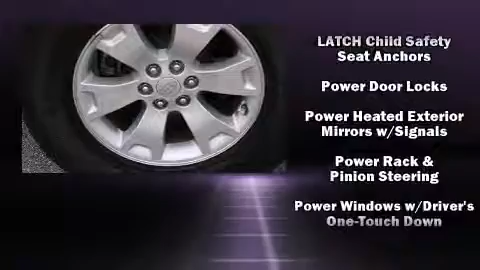 LATCH Child Safety
Seat Anchors
Power Door Locks
Power Heated Exterior
Mirrors w/Signals
Power Rack &
Pinion Steering
Power Windows w/Driver's
One-Touch Down